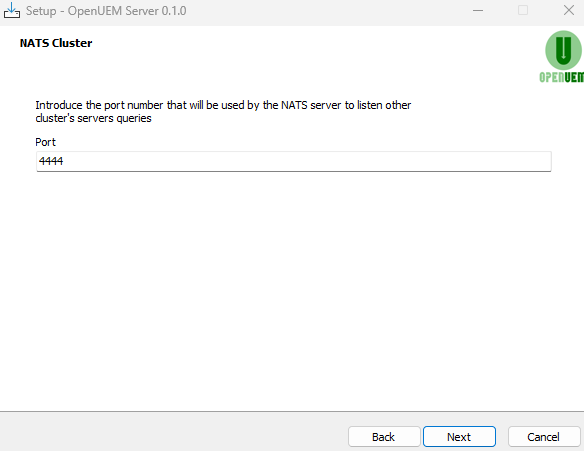 Setup - OpenUEM Server 0.1.0
NATS Cluster
OPENUEM
Introduce the port number that will be used by the NATS server to listen other
cluster's servers queries
Port
4444
Back
Next
Cancel